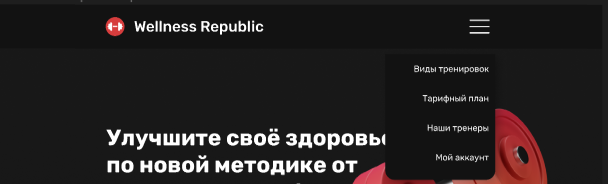 Wellness Republic
Виды тренировок
Тарифный план
Наши тренеры
Мой аккаунт
Улучшите своё здоровье
по новой методике от